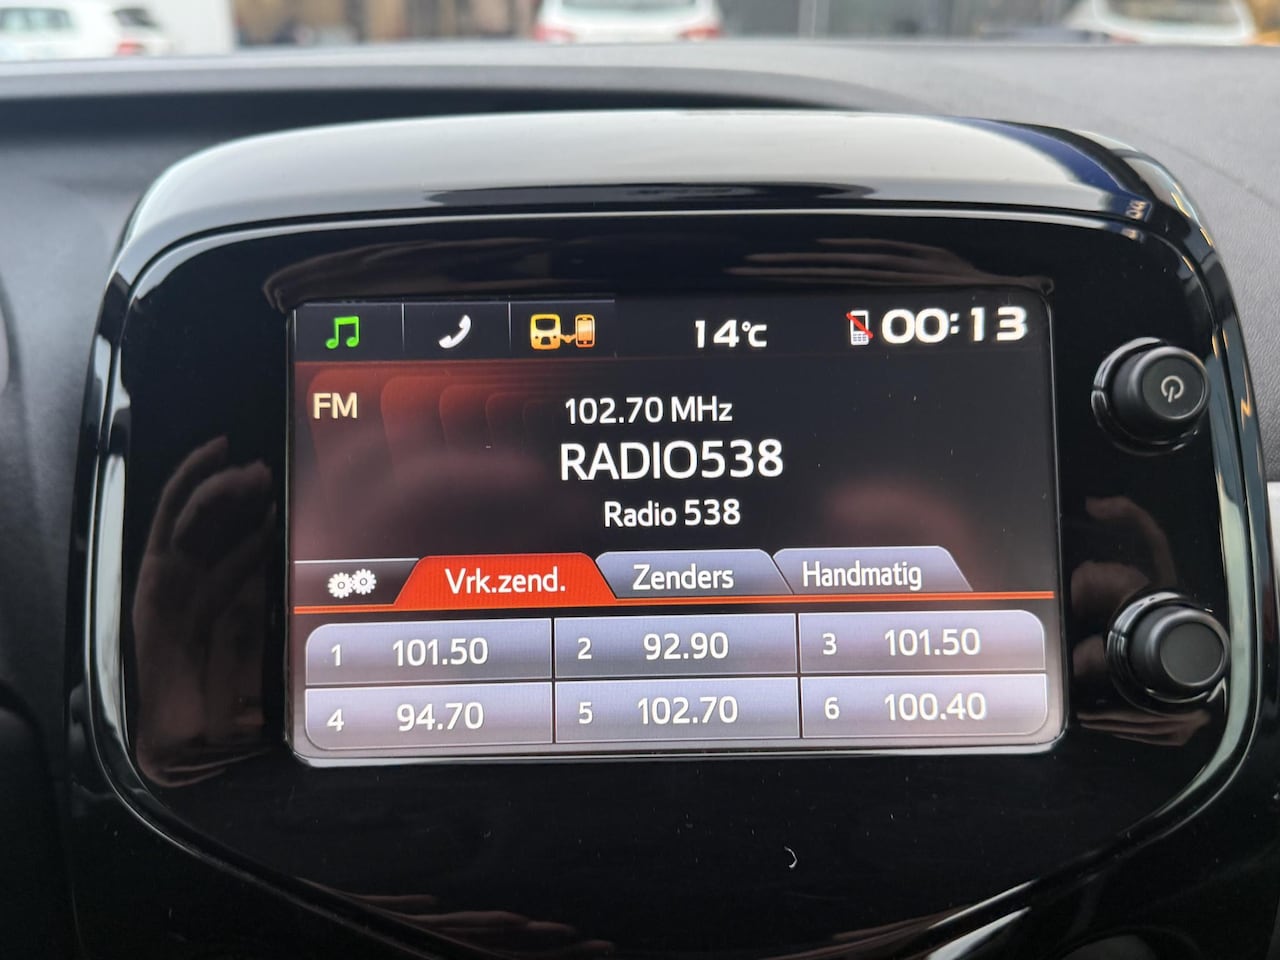 14°C 00:13
FM
102.70 MHz
RADIO538
Radio 538
Vrk.zend. Zenders Handmatig
1 101.50 2 92.90 3 101.50
4 94.70 5 102.70 6 100.40